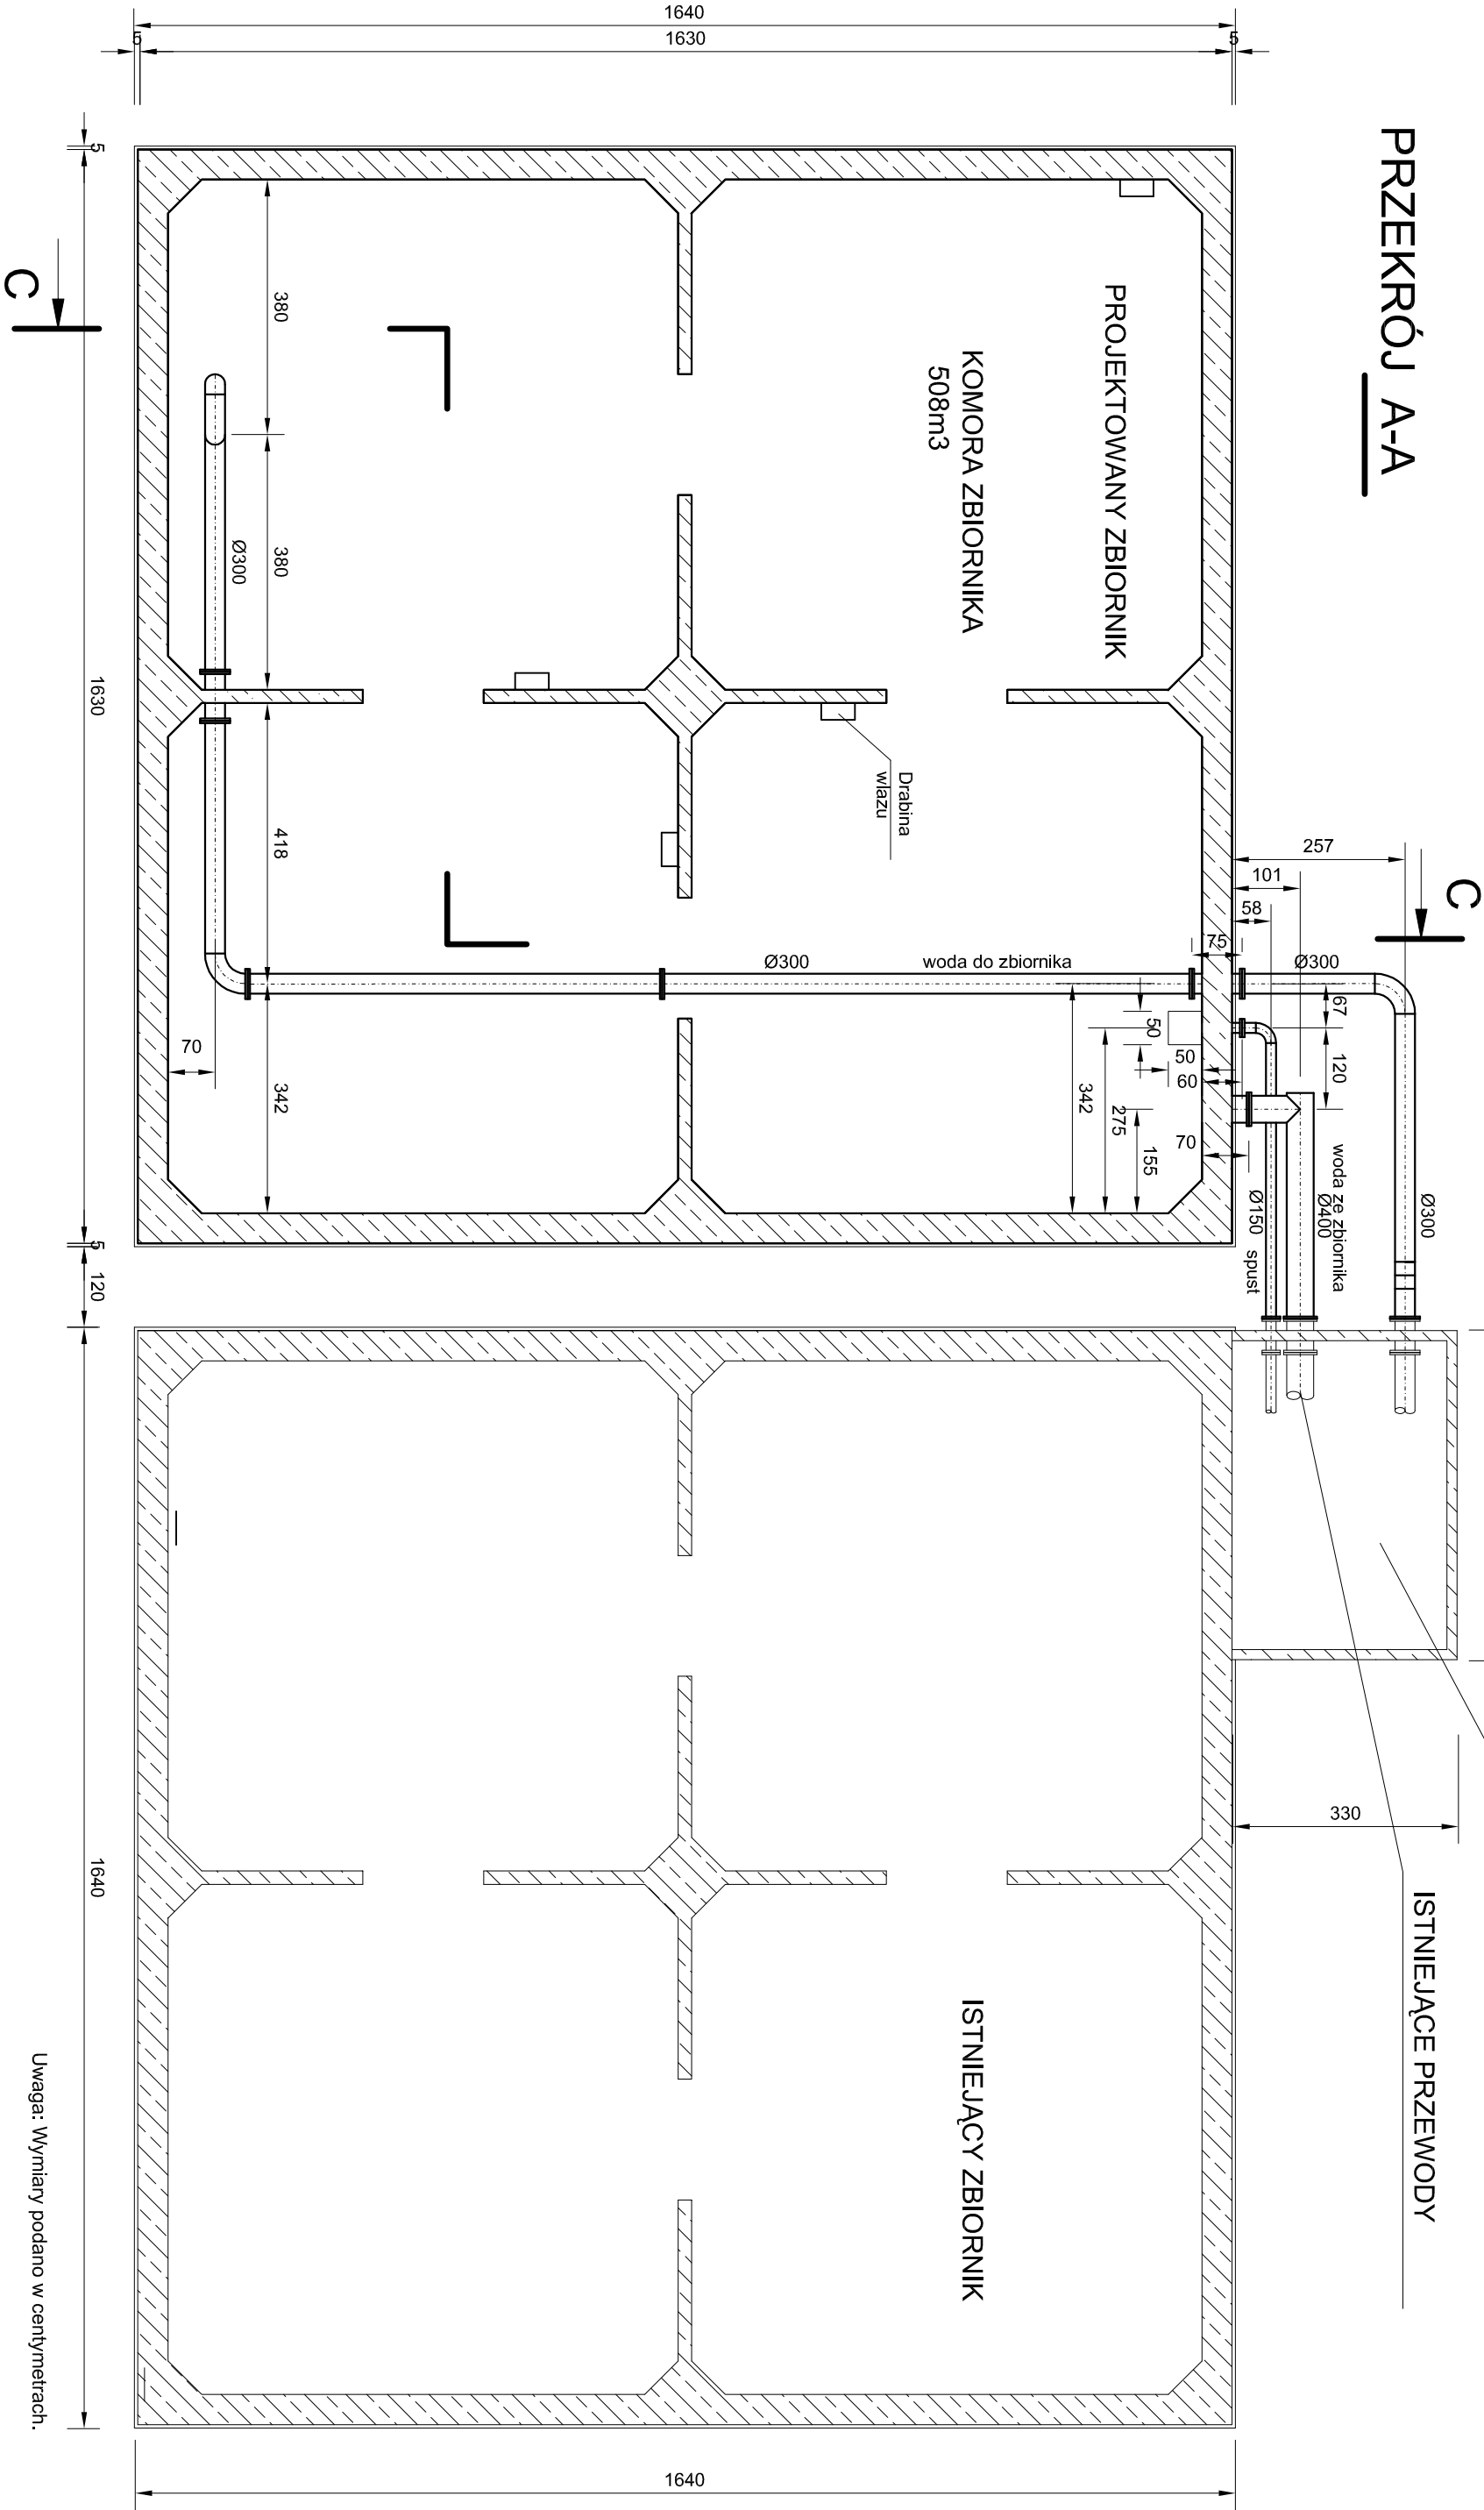 1640
1630
5
5
PRZEKRÓJ A-A
5
C
380
PROJEKTOWANY ZBIORNIK
KOMORA ZBIORNIKA
508m3
380
Ø300
1630
Drabina
włazu
418
257
101
58
C
75
Ø300
woda do zbiornika
Ø300
67
50
50
60
120
70
342
342
275
155
70
woda ze zbiornika
Ø400
Ø150 spust
Ø300
5
120
330
1640
ISTNIEJĄCE PRZEWODY
ISTNIEJĄCY ZBIORNIK
Uwaga: Wymiary podano w centymetrach.
1640